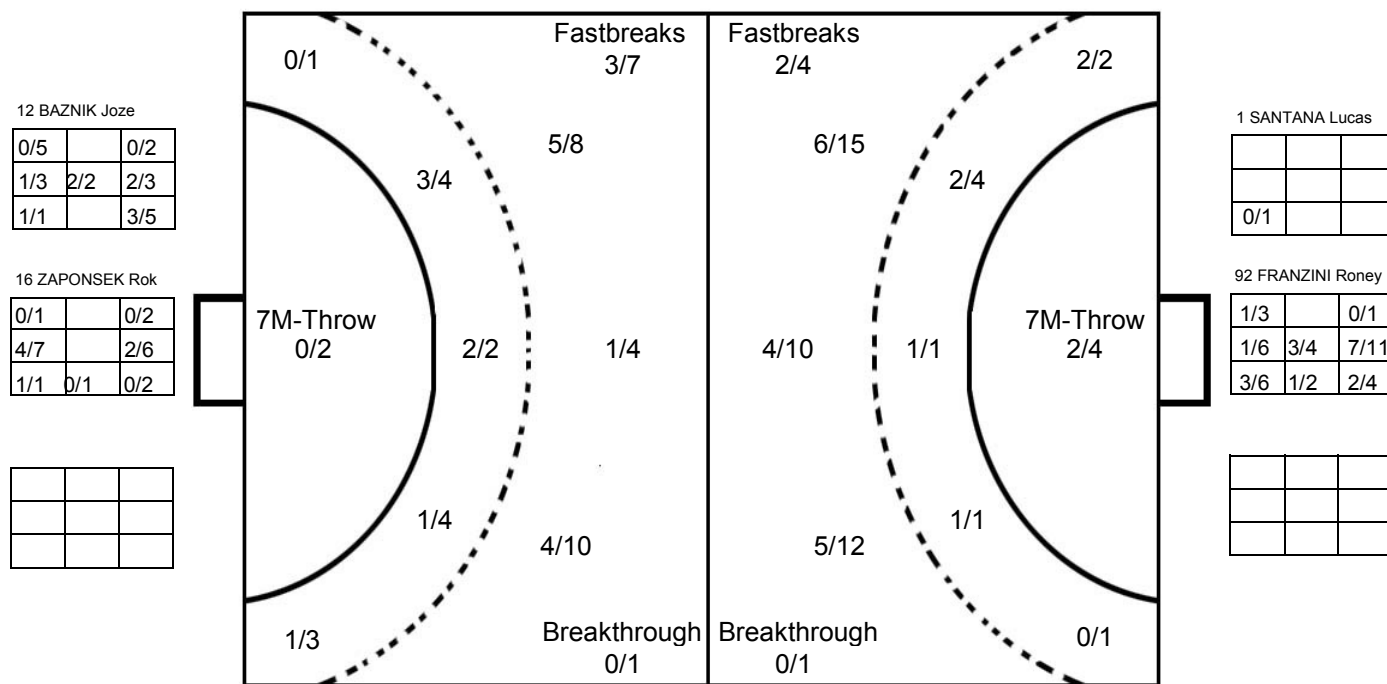 Fastbreaks
3/7
Fastbreaks
2/4
0/1
2/2
12 BAZNIK Joze
0/5 0/2
1/3 2/2 2/3
1/1 3/5
5/8
6/15
1 SANTANA Lucas
0/1
3/4
2/4
16 ZAPONSEK Rok
0/1 0/2
4/7 2/6
1/1 0/1 0/2
7M-Throw
0/2
2/2
1/4
4/10
1/1
7M-Throw
2/4
92 FRANZINI Roney
1/3 0/1
1/6 3/4 7/11
3/6 1/2 2/4
1/4
4/10
5/12
1/1
1/3
Breakthrough
0/1
Breakthrough
0/1
0/1